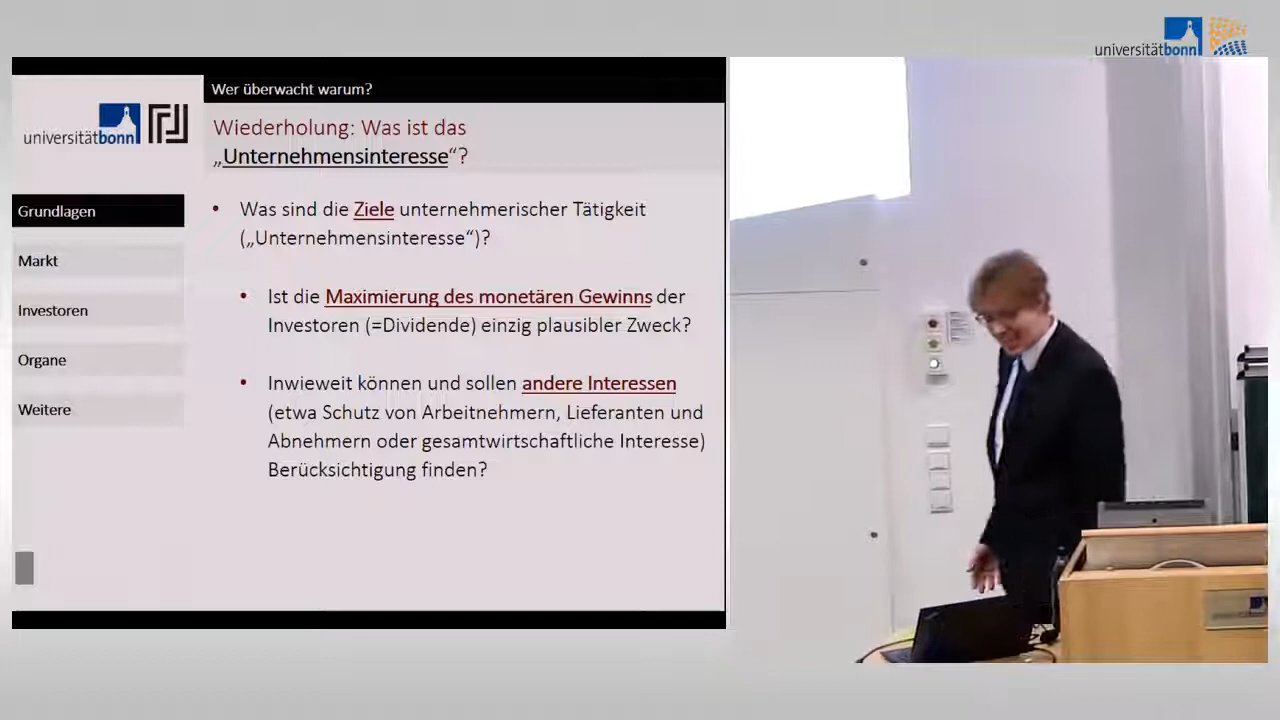 universitätbonn
Wer überwacht warum?
universitätbonn
Wiederholung: Was ist das
„Unternehmensinteresse“?
Grundlagen
Markt
Investoren
Organe
Weitere
• Was sind die Ziele unternehmerischer Tätigkeit
(„Unternehmensinteresse“)?
• Ist die Maximierung des monetären Gewinns der
Investoren (=Dividende) einzig plausibler Zweck?
• Inwieweit können und sollen andere Interessen
(etwa Schutz von Arbeitnehmern, Lieferanten und
Abnehmern oder gesamtwirtschaftliche Interesse)
Berücksichtigung finden?